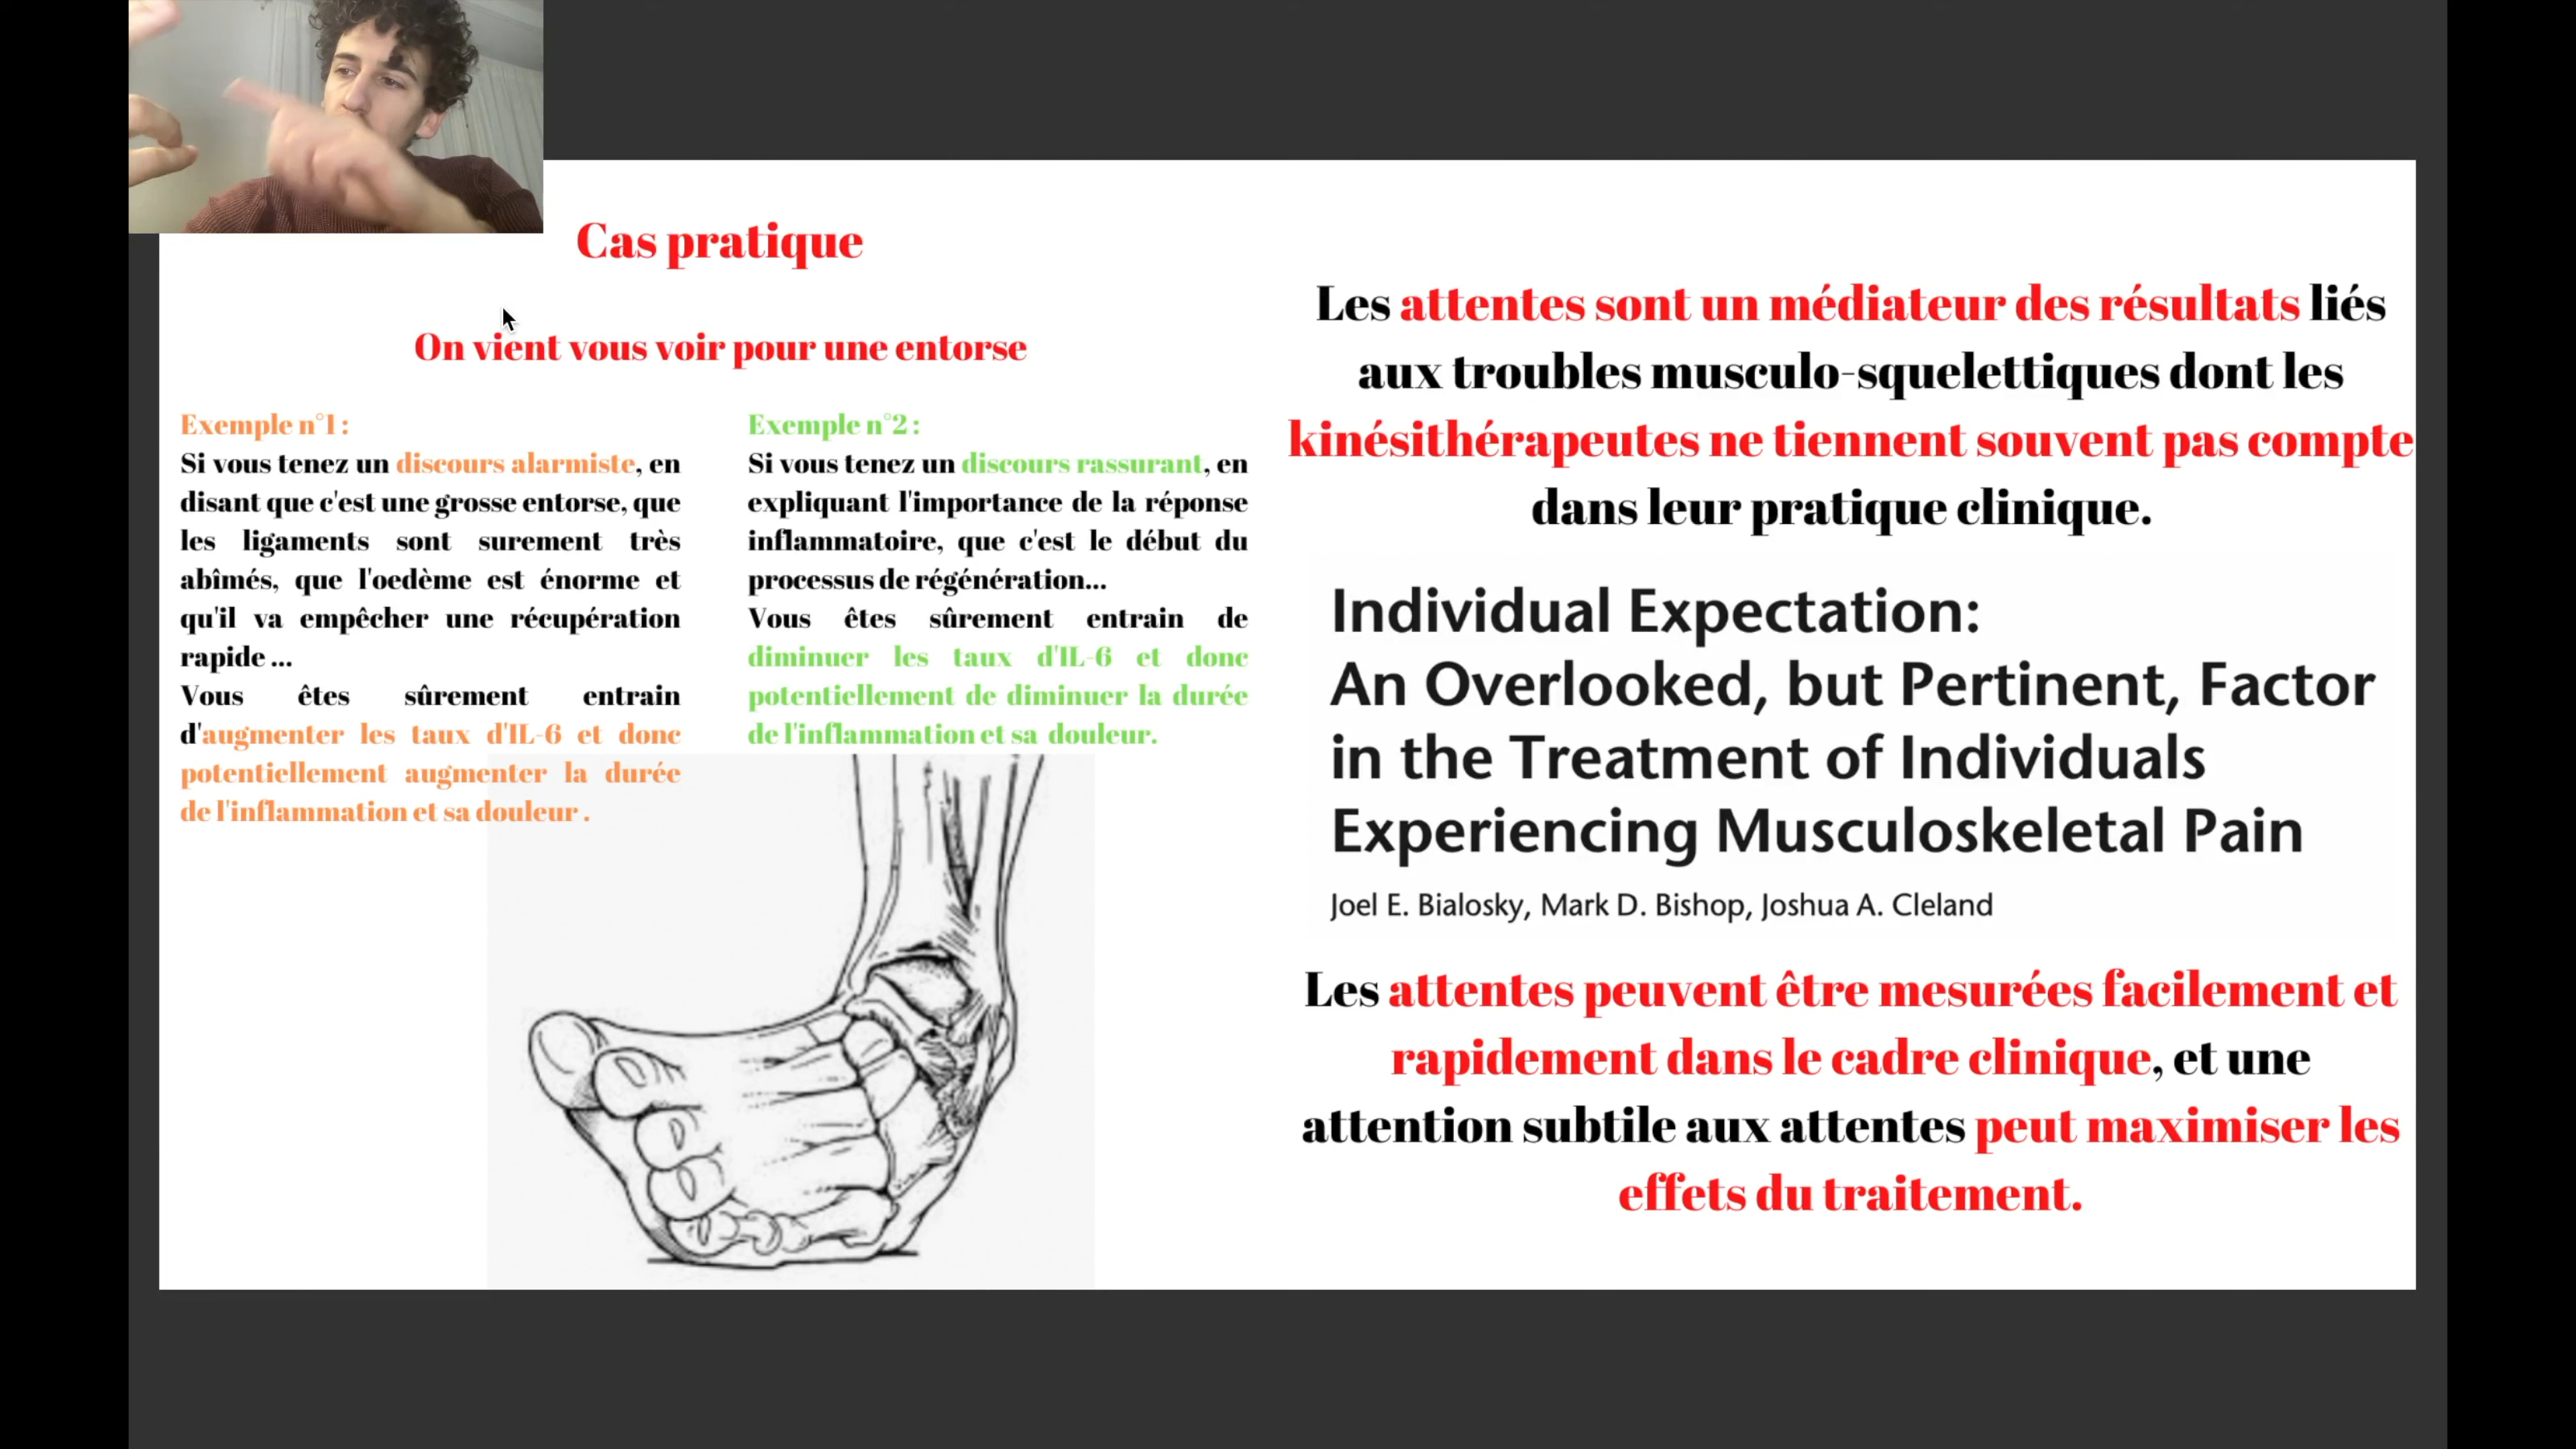 Cas pratique
On vient vous voir pour une entorse
Exemple n°1 :
Si vous tenez un discours alarmiste, en
disant que c'est une grosse entorse, que
les ligaments sont surement très
abîmés, que l'oedème est énorme et
qu'il va empêcher une récupération
rapide ...
Vous êtes sûrement entrain
d'augmenter les taux d'IL-6 et donc
potentiellement augmenter la durée
de l'inflammation et sa douleur .
Exemple n°2 :
Si vous tenez un discours rassurant, en
expliquant l'importance de la réponse
inflammatoire, que c'est le début du
processus de régénération...
Vous êtes sûrement entrain de
diminuer les taux d'IL-6 et donc
potentiellement de diminuer la durée
de l'inflammation et sa douleur.
Les attentes sont un médiateur des résultats liés
aux troubles musculo-squelettiques dont les
kinésithérapeutes ne tiennent souvent pas compte
dans leur pratique clinique.
Individual Expectation:
An Overlooked, but Pertinent, Factor
in the Treatment of Individuals
Experiencing Musculoskeletal Pain
Joel E. Bialosky, Mark D. Bishop, Joshua A. Cleland
Les attentes peuvent être mesurées facilement et
rapidement dans le cadre clinique, et une
attention subtile aux attentes peut maximiser les
effets du traitement.